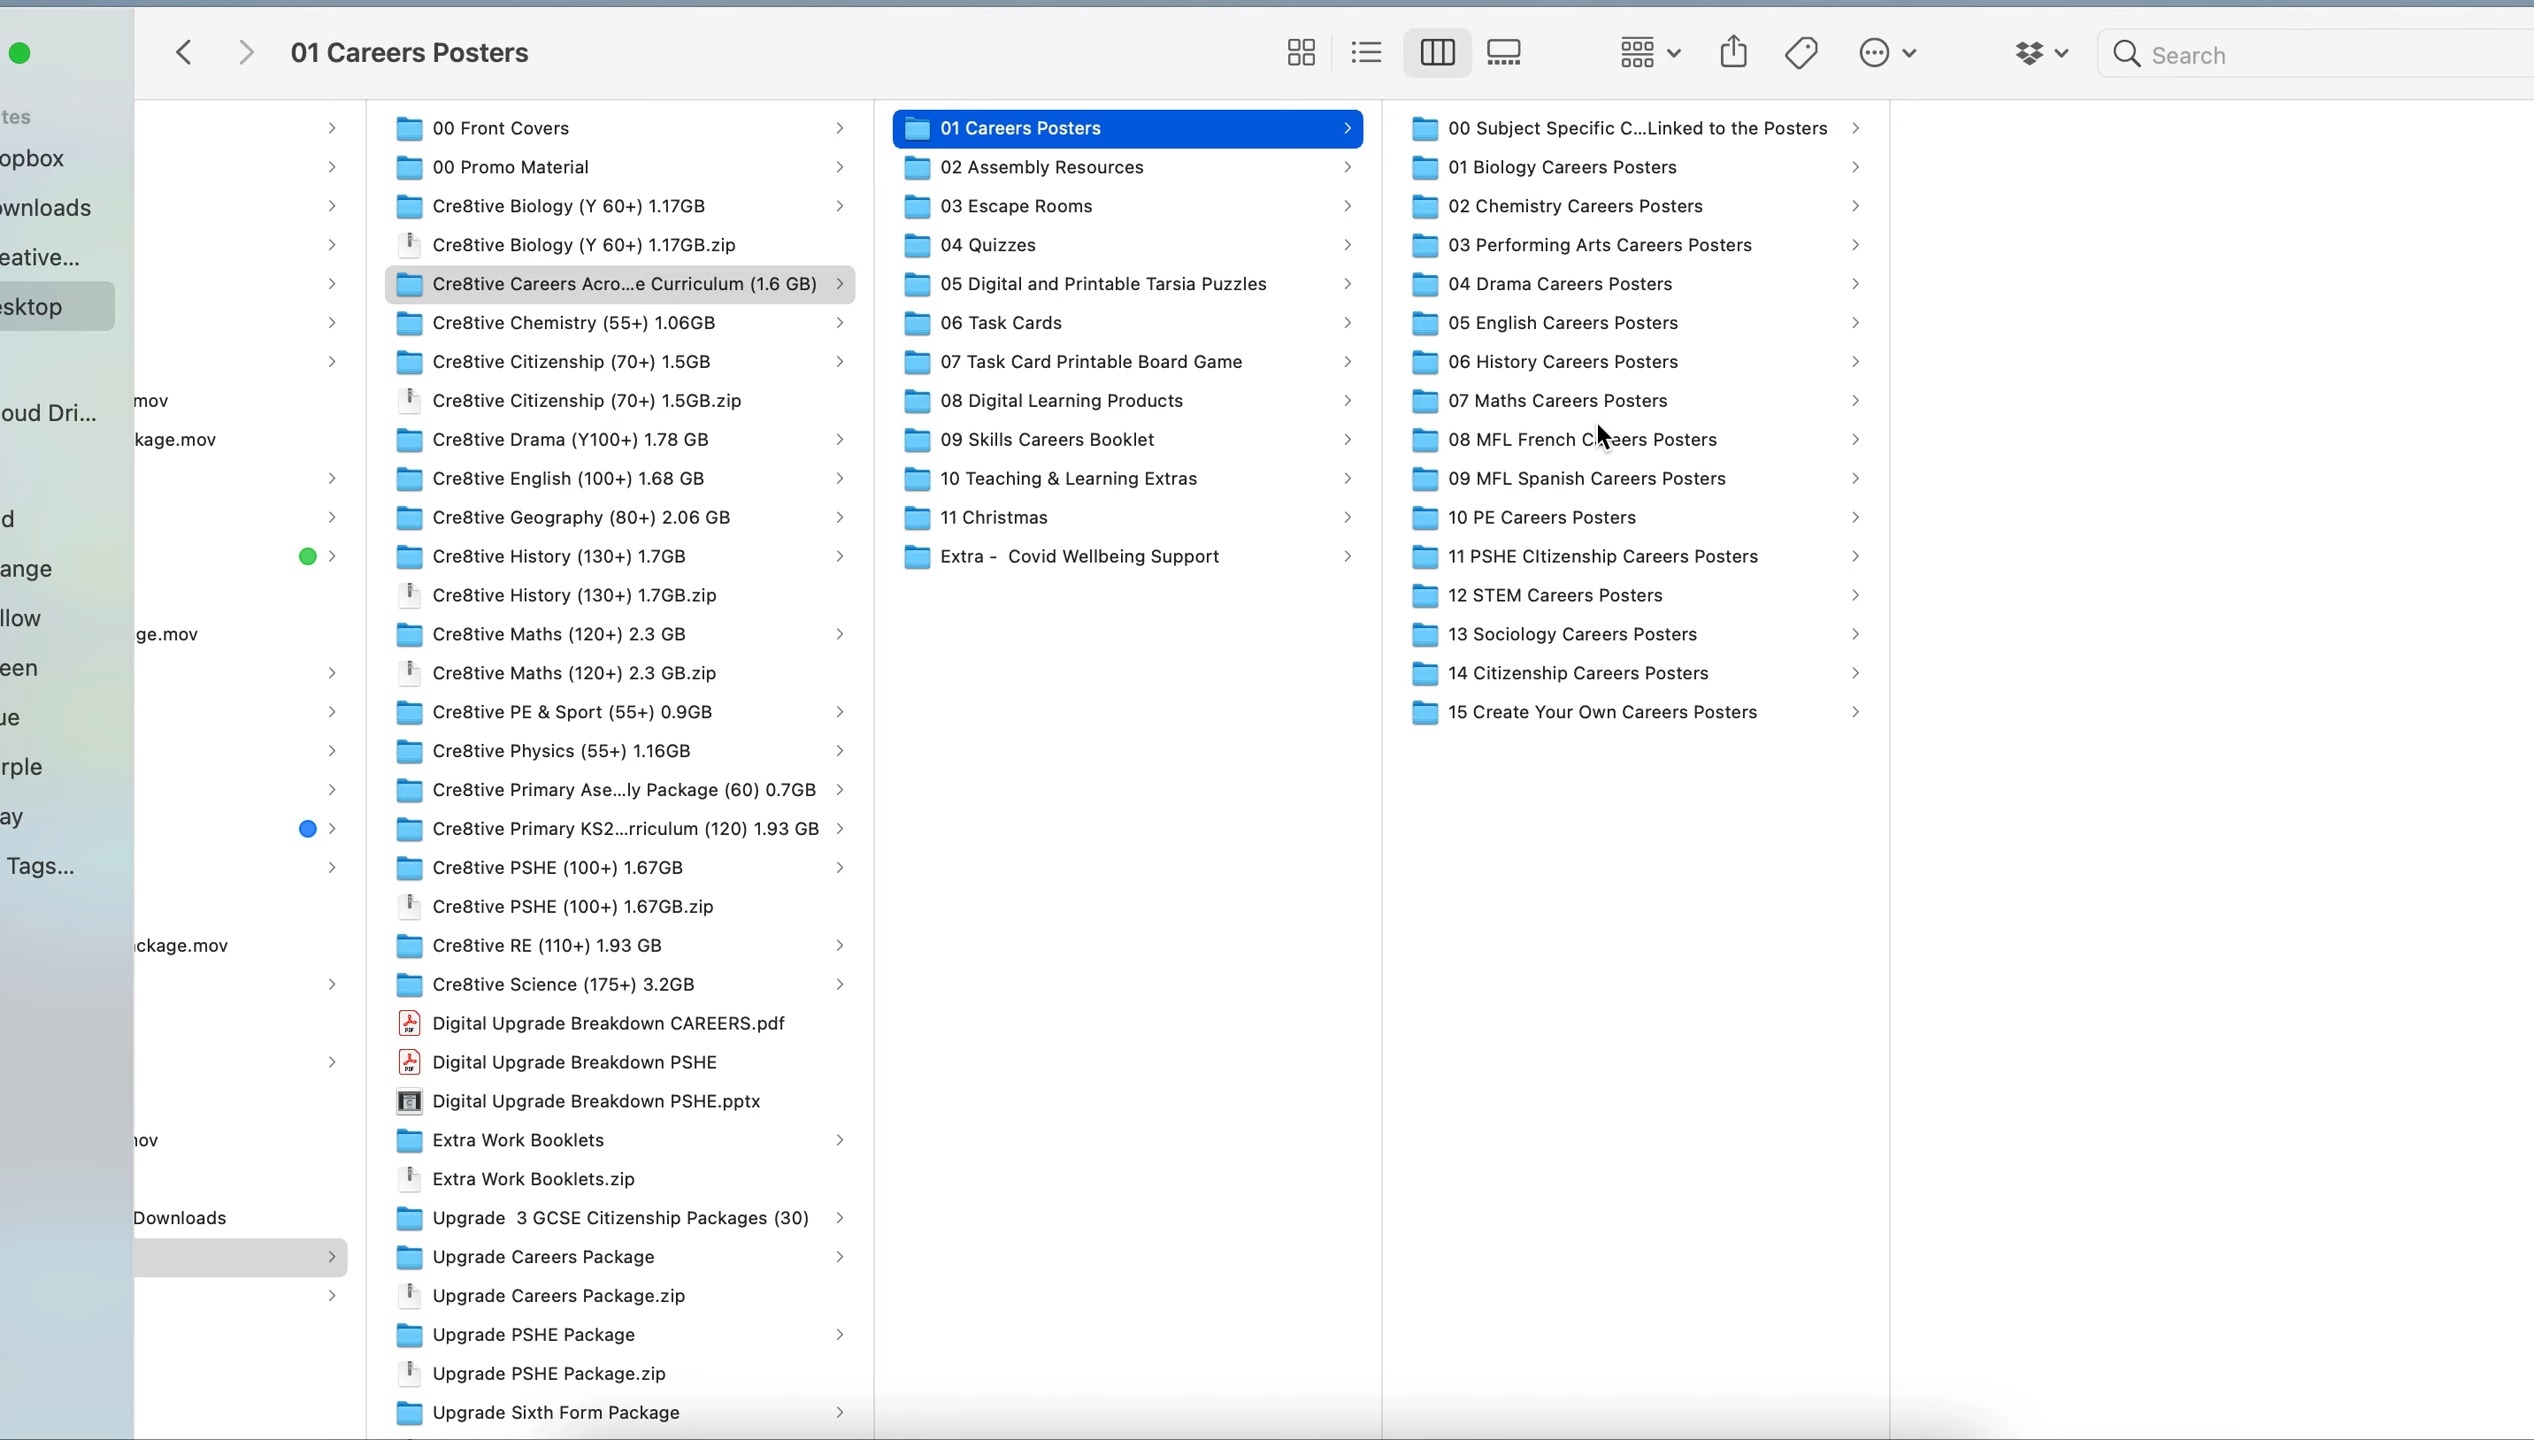 01 Careers Posters
Search
tes
opbox
ownloads
eative...
esktop
oud Dri...
d
ange
llow
een
ue
rple
ay
Tags...
mov
kage.mov
ge.mov
ckage.mov
ov
Downloads
00 Front Covers
00 Promo Material
Cre8tive Biology (Y 60+) 1.17GB
Cre8tive Biology (Y 60+) 1.17GB.zip
Cre8tive Careers Acro...e Curriculum (1.6 GB)
Cre8tive Chemistry (55+) 1.06GB
Cre8tive Citizenship (70+) 1.5GB
Cre8tive Citizenship (70+) 1.5GB.zip
Cre8tive Drama (Y100+) 1.78 GB
Cre8tive English (100+) 1.68 GB
Cre8tive Geography (80+) 2.06 GB
Cre8tive History (130+) 1.7GB
Cre8tive History (130+) 1.7GB.zip
Cre8tive Maths (120+) 2.3 GB
Cre8tive Maths (120+) 2.3 GB.zip
Cre8tive PE & Sport (55+) 0.9GB
Cre8tive Physics (55+) 1.16GB
Cre8tive Primary Ase...ly Package (60) 0.7GB
Cre8tive Primary KS2...rriculum (120) 1.93 GB
Cre8tive PSHE (100+) 1.67GB
Cre8tive PSHE (100+) 1.67GB.zip
Cre8tive RE (110+) 1.93 GB
Cre8tive Science (175+) 3.2GB
Digital Upgrade Breakdown CAREERS.pdf
Digital Upgrade Breakdown PSHE
Digital Upgrade Breakdown PSHE.pptx
Extra Work Booklets
Extra Work Booklets.zip
Upgrade  3 GCSE Citizenship Packages (30)
Upgrade Careers Package
Upgrade Careers Package.zip
Upgrade PSHE Package
Upgrade PSHE Package.zip
Upgrade Sixth Form Package
01 Careers Posters
02 Assembly Resources
03 Escape Rooms
04 Quizzes
05 Digital and Printable Tarsia Puzzles
06 Task Cards
07 Task Card Printable Board Game
08 Digital Learning Products
09 Skills Careers Booklet
10 Teaching & Learning Extras
11 Christmas
Extra -  Covid Wellbeing Support
00 Subject Specific C...Linked to the Posters
01 Biology Careers Posters
02 Chemistry Careers Posters
03 Performing Arts Careers Posters
04 Drama Careers Posters
05 English Careers Posters
06 History Careers Posters
07 Maths Careers Posters
08 MFL French Careers Posters
09 MFL Spanish Careers Posters
10 PE Careers Posters
11 PSHE CItizenship Careers Posters
12 STEM Careers Posters
13 Sociology Careers Posters
14 Citizenship Careers Posters
15 Create Your Own Careers Posters